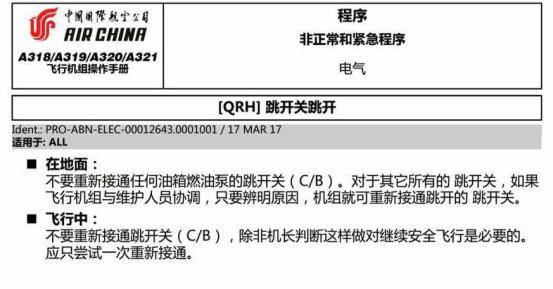 中国国际航空公司
AIR CHINA
A318/A319/A320/A321
飞行机组操作手册
程序
非正常和紧急程序
电气
[QRH] 跳开关跳开
Ident.: PRO-ABN-ELEC-00012643.0001001 / 17 MAR 17
适用于: ALL
■ 在地面：
不要重新接通任何油箱燃油泵的跳开关（C/B）。对于其它所有的 跳开关，如果
飞行机组与维护人员协调，只要辨明原因，机组就可重新接通跳开的 跳开关。
■ 飞行中：
不要重新接通跳开关（C/B），除非机长判断这样做对继续安全飞行是必要的。
应只尝试一次重新接通。